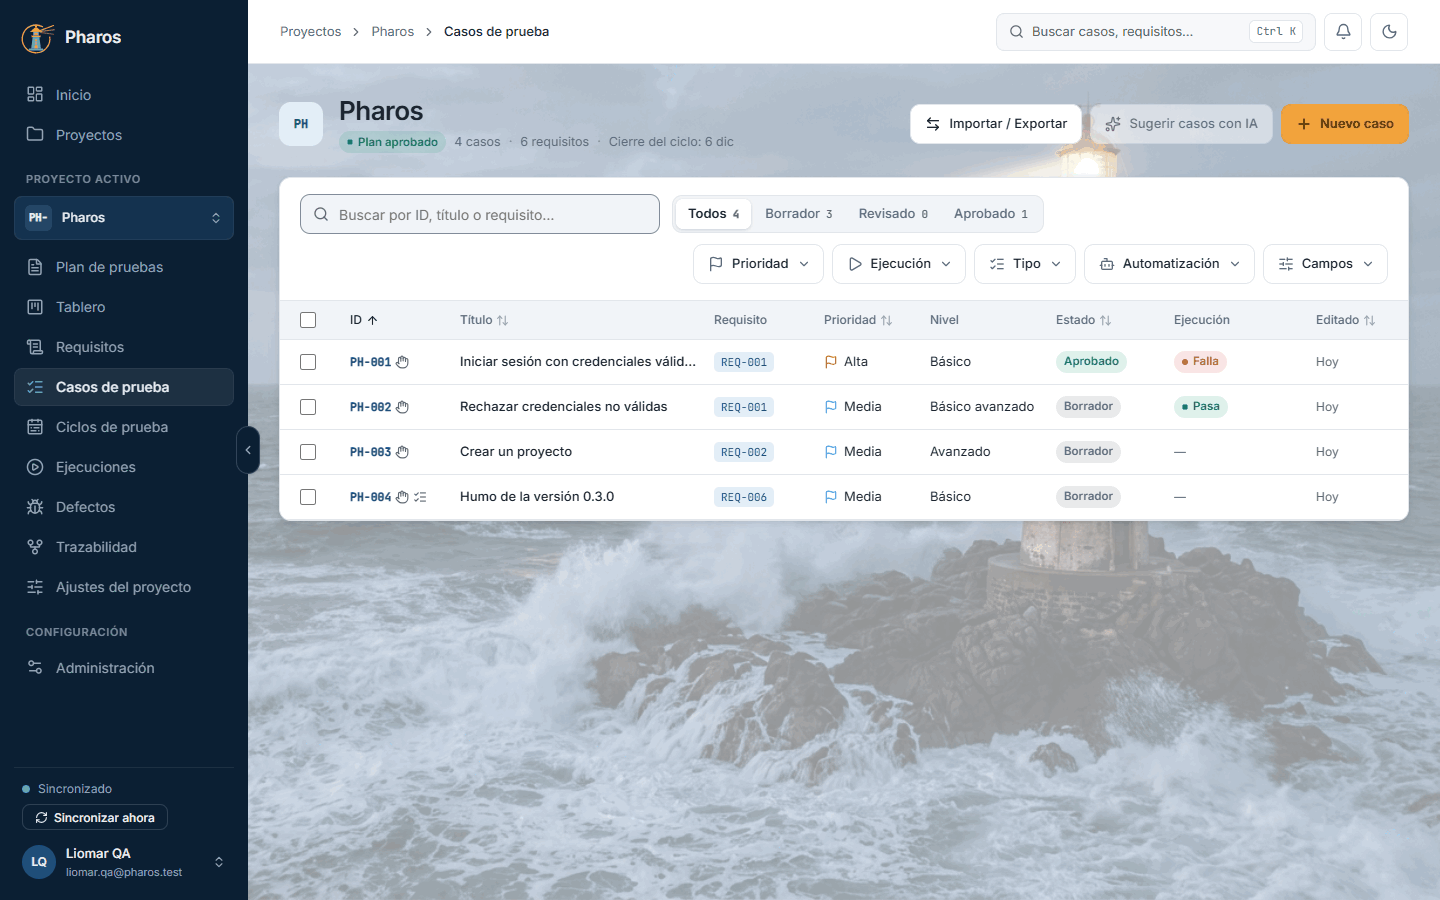 Pharos
Inicio
Proyectos
PROYECTO ACTIVO
PH- Pharos
Plan de pruebas
Tablero
Requisitos
Casos de prueba
Ciclos de prueba
Ejecuciones
Defectos
Trazabilidad
Ajustes del proyecto
CONFIGURACIÓN
Administración
Sincronizado
Sincronizar ahora
LQ Liomar QA
liomar.qa@pharos.test
Proyectos > Pharos > Casos de prueba
Buscar casos, requisitos... Ctrl K
PH Pharos
Plan aprobado 4 casos · 6 requisitos · Cierre del ciclo: 6 dic
Importar / Exportar Sugerir casos con IA Nuevo caso
Buscar por ID, título o requisito... Todos 4 Borrador 3 Revisado 0 Aprobado 1
Prioridad Ejecución Tipo Automatización Campos
ID Título Requisito Prioridad Nivel Estado Ejecución Editado
PH-001 Iniciar sesión con credenciales válid... REQ-001 Alta Básico Aprobado Falla Hoy
PH-002 Rechazar credenciales no válidas REQ-001 Media Básico avanzado Borrador Pasa Hoy
PH-003 Crear un proyecto REQ-002 Media Avanzado Borrador — Hoy
PH-004 Humo de la versión 0.3.0 REQ-006 Media Básico Borrador — Hoy